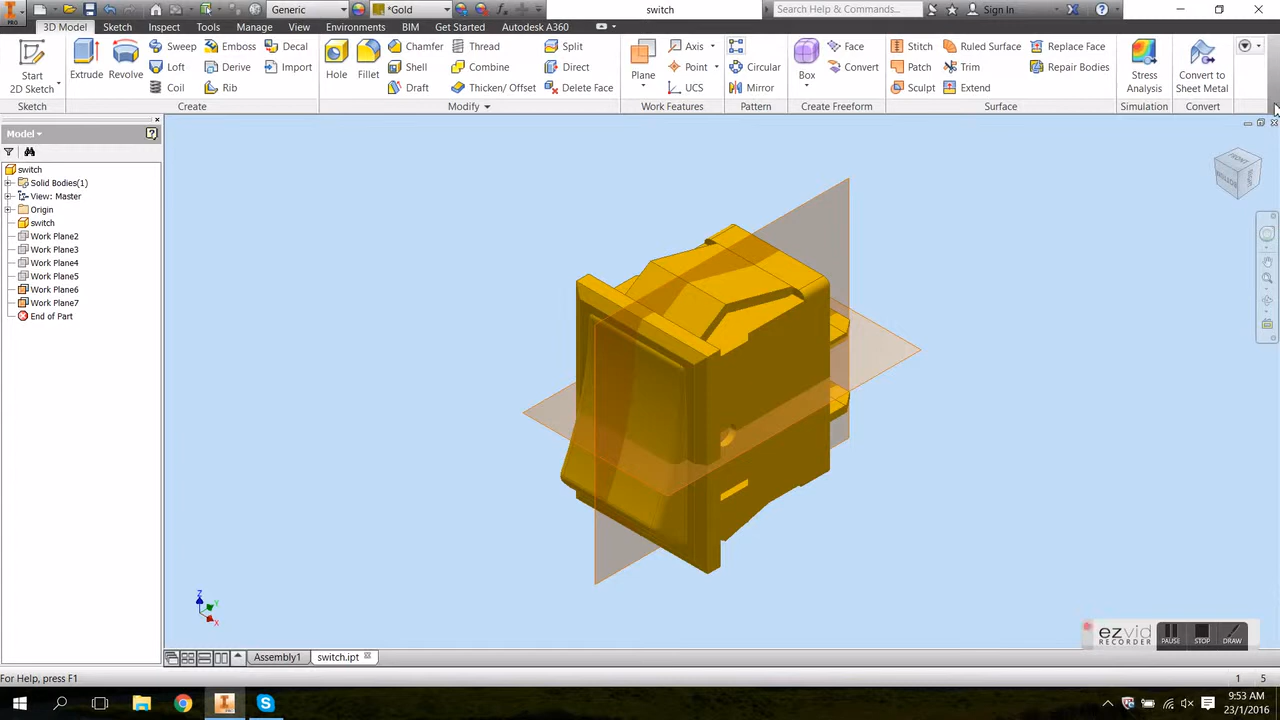 PRO
Generic
*Gold
switch
Search Help & Commands...
Sign In
3D Model
Sketch
Inspect
Tools
Manage
View
Environments
BIM
Get Started
Autodesk A360
Start
2D Sketch
Extrude
Revolve
Sweep
Loft
Coil
Emboss
Derive
Rib
Decal
Import
Hole
Fillet
Chamfer
Shell
Draft
Thread
Combine
Thicken/ Offset
Split
Direct
Delete Face
Plane
Axis
Point
UCS
Circular
Mirror
Box
Face
Convert
Stitch
Patch
Sculpt
Ruled Surface
Trim
Extend
Replace Face
Repair Bodies
Stress
Analysis
Convert to
Sheet Metal
Sketch
Create
Modify
Work Features
Pattern
Create Freeform
Surface
Simulation
Convert
Model
switch
Solid Bodies(1)
View: Master
Origin
switch
Work Plane2
Work Plane3
Work Plane4
Work Plane5
Work Plane6
Work Plane7
End of Part
FRONT
BOTTOM
RIGHT
Z
Y
X
ezvid
RECORDER
PAUSE
STOP
DRAW
Assembly1
switch.ipt
For Help, press F1
1
5
9:53 AM
23/1/2016